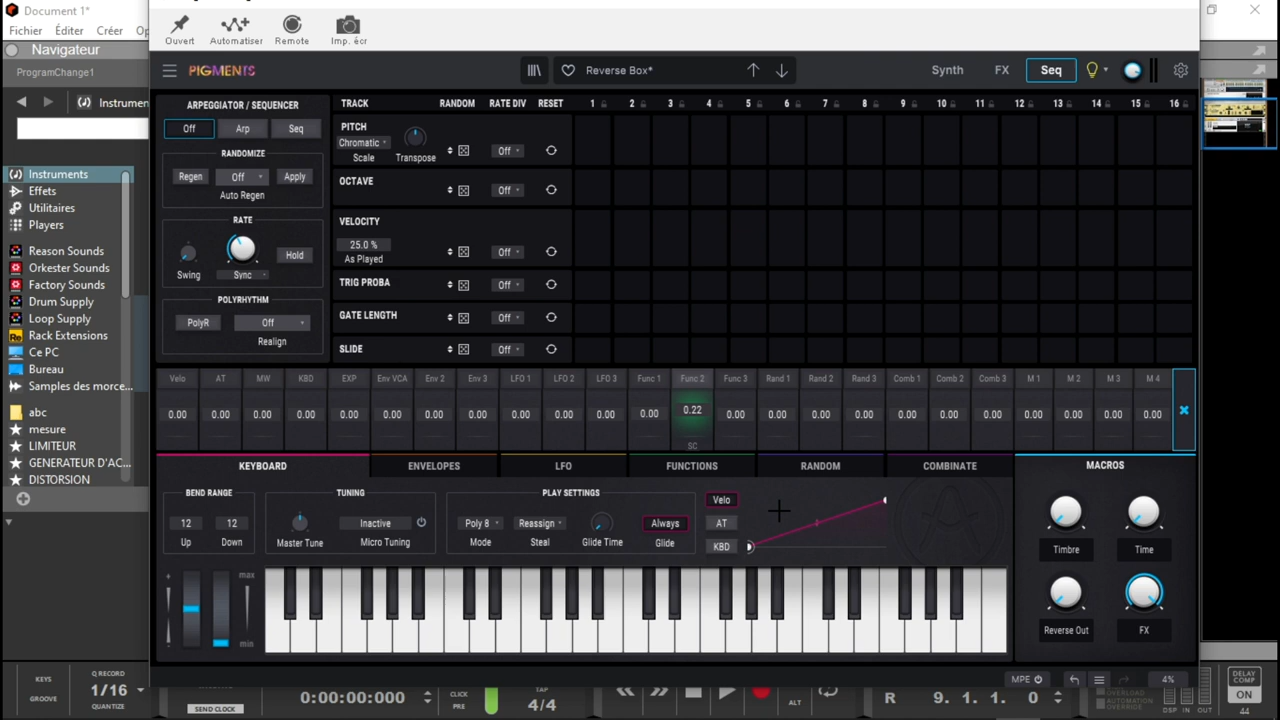 Document 1*
Fichier Éditer Créer
Navigateur
ProgramChange1
Instrumen
Instruments
Effets
Utilitaires
Players
Reason Sounds
Orkester Sounds
Factory Sounds
Drum Supply
Loop Supply
Rack Extensions
Ce PC
Bureau
Samples des morce...
abc
mesure
LIMITEUR
GENERATEUR D'AC...
DISTORSION
Ouvert Automatiser Remote Imp. écr
PIGMENTS Reverse Box* Synth FX Seq
ARPEGGIATOR / SEQUENCER
Off Arp Seq
RANDOMIZE
Regen Off Apply
Auto Regen
RATE
Hold
Swing Sync
POLYRHYTHM
PolyR Off
Realign
TRACK RANDOM 1 2 3 4 5 6 7 8 9 10 11 12 13 14 15 16
PITCH
Chromatic Off
Scale Transpose
OCTAVE
Off
VELOCITY
25.0 % Off
As Played
TRIG PROBA Off
GATE LENGTH Off
SLIDE Off
Velo AT MW KBD EXP Env VCA Env 2 Env 3 LFO 1 LFO 2 LFO 3 Func 1 Func 2 Func 3 Rand 1 Rand 2 Rand 3 Comb 1 Comb 2 Comb 3 M 1 M 2 M 3 M 4
0.00 0.00 0.00 0.00 0.00 0.00 0.00 0.00 0.00 0.00 0.00 0.00 0.22 0.00 0.00 0.00 0.00 0.00 0.00 0.00 0.00 0.00 0.00 0.00
SC
KEYBOARD ENVELOPES LFO FUNCTIONS RANDOM COMBINATE MACROS
BEND RANGE TUNING PLAY SETTINGS
12 12 Inactive Poly 8 Reassign Always
Up Down Master Tune Micro Tuning Mode Steal Glide Time Glide
Velo
AT
KBD
Timbre Time
Reverse Out FX
max
min
MPE 4%
KEYS
GROOVE
Q RECORD
1/16
QUANTIZE
SEND CLOCK
0:00:00:000
CLICK
PRE
TAP
4/4
ALT
R 9. 1. 1. 0
OVERLOAD
AUTOMATION
OVERRIDE
DSP IN OUT
DELAY
COMP
ON
44